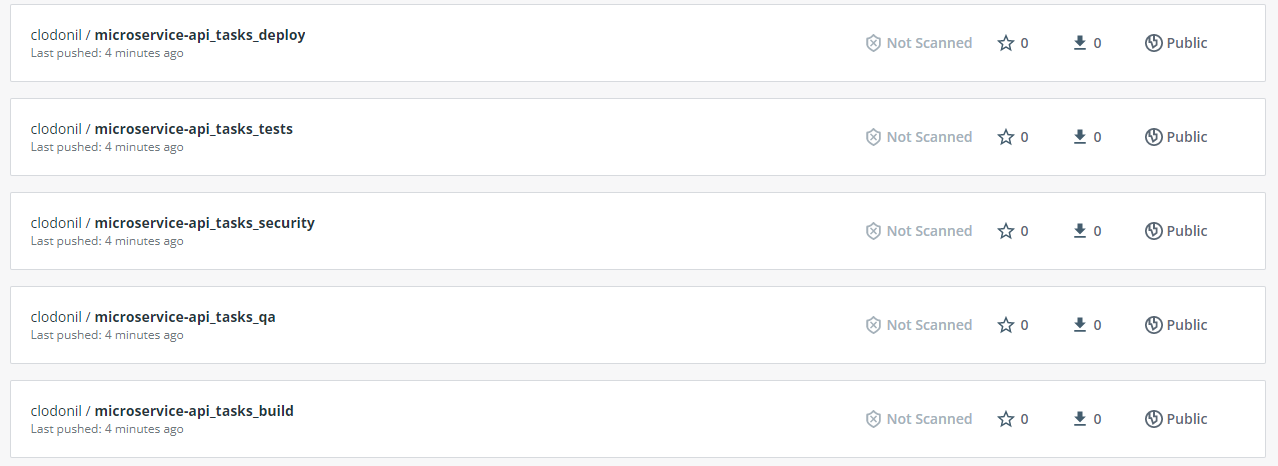 clodonil / microservice-api_tasks_deploy
Last pushed: 4 minutes ago
Not Scanned 0 0 Public
clodonil / microservice-api_tasks_tests
Last pushed: 4 minutes ago
Not Scanned 0 0 Public
clodonil / microservice-api_tasks_security
Last pushed: 4 minutes ago
Not Scanned 0 0 Public
clodonil / microservice-api_tasks_qa
Last pushed: 4 minutes ago
Not Scanned 0 0 Public
clodonil / microservice-api_tasks_build
Last pushed: 4 minutes ago
Not Scanned 0 0 Public